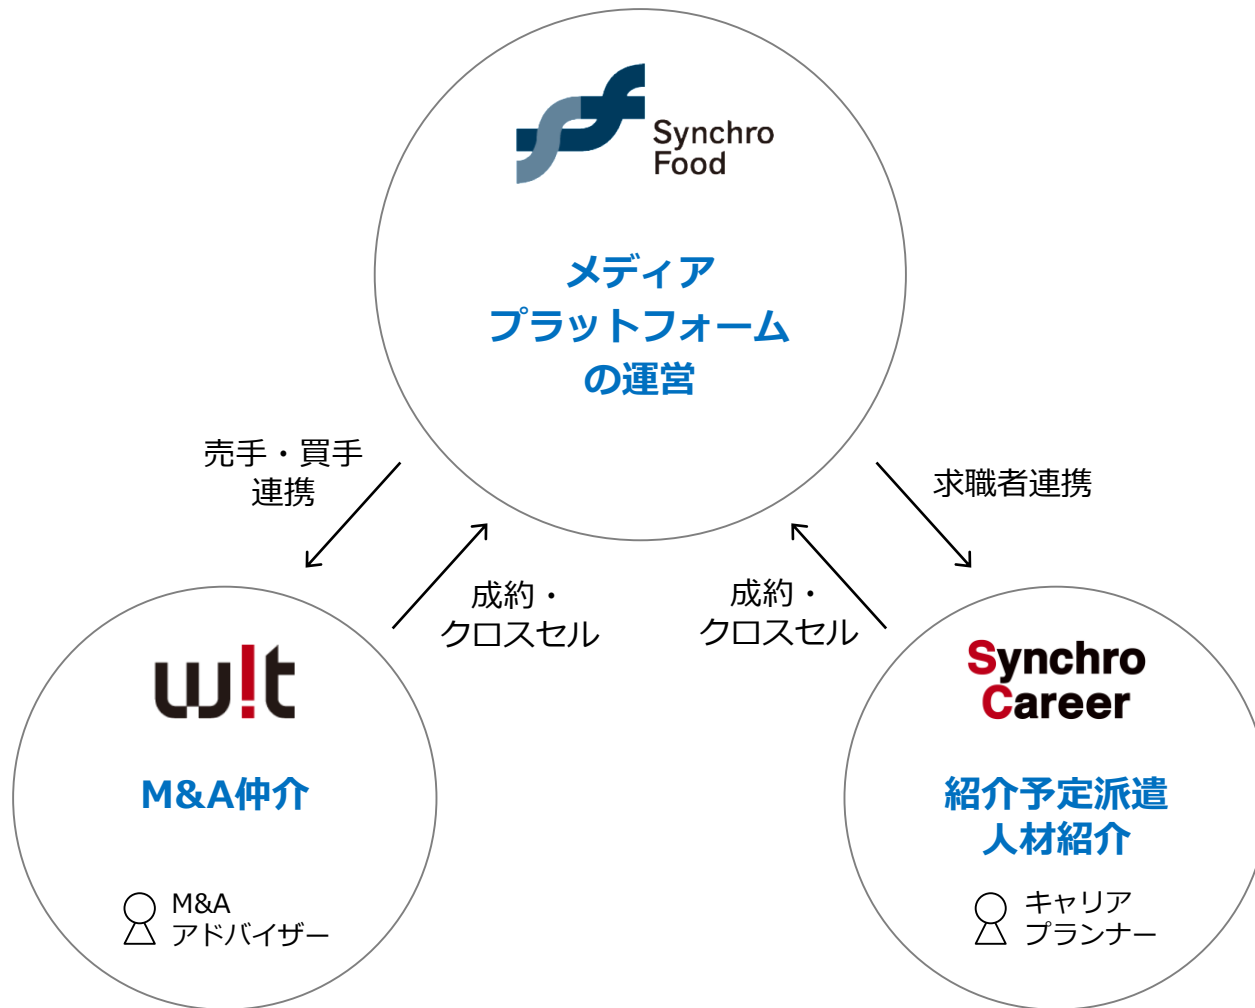 Synchro
Food
メディア
プラットフォーム
の運営
売手・買手
連携
求職者連携
成約・
クロスセル
成約・
クロスセル
w!t
M&A仲介
M&A
アドバイザー
Synchro
Career
紹介予定派遣
人材紹介
キャリア
プランナー